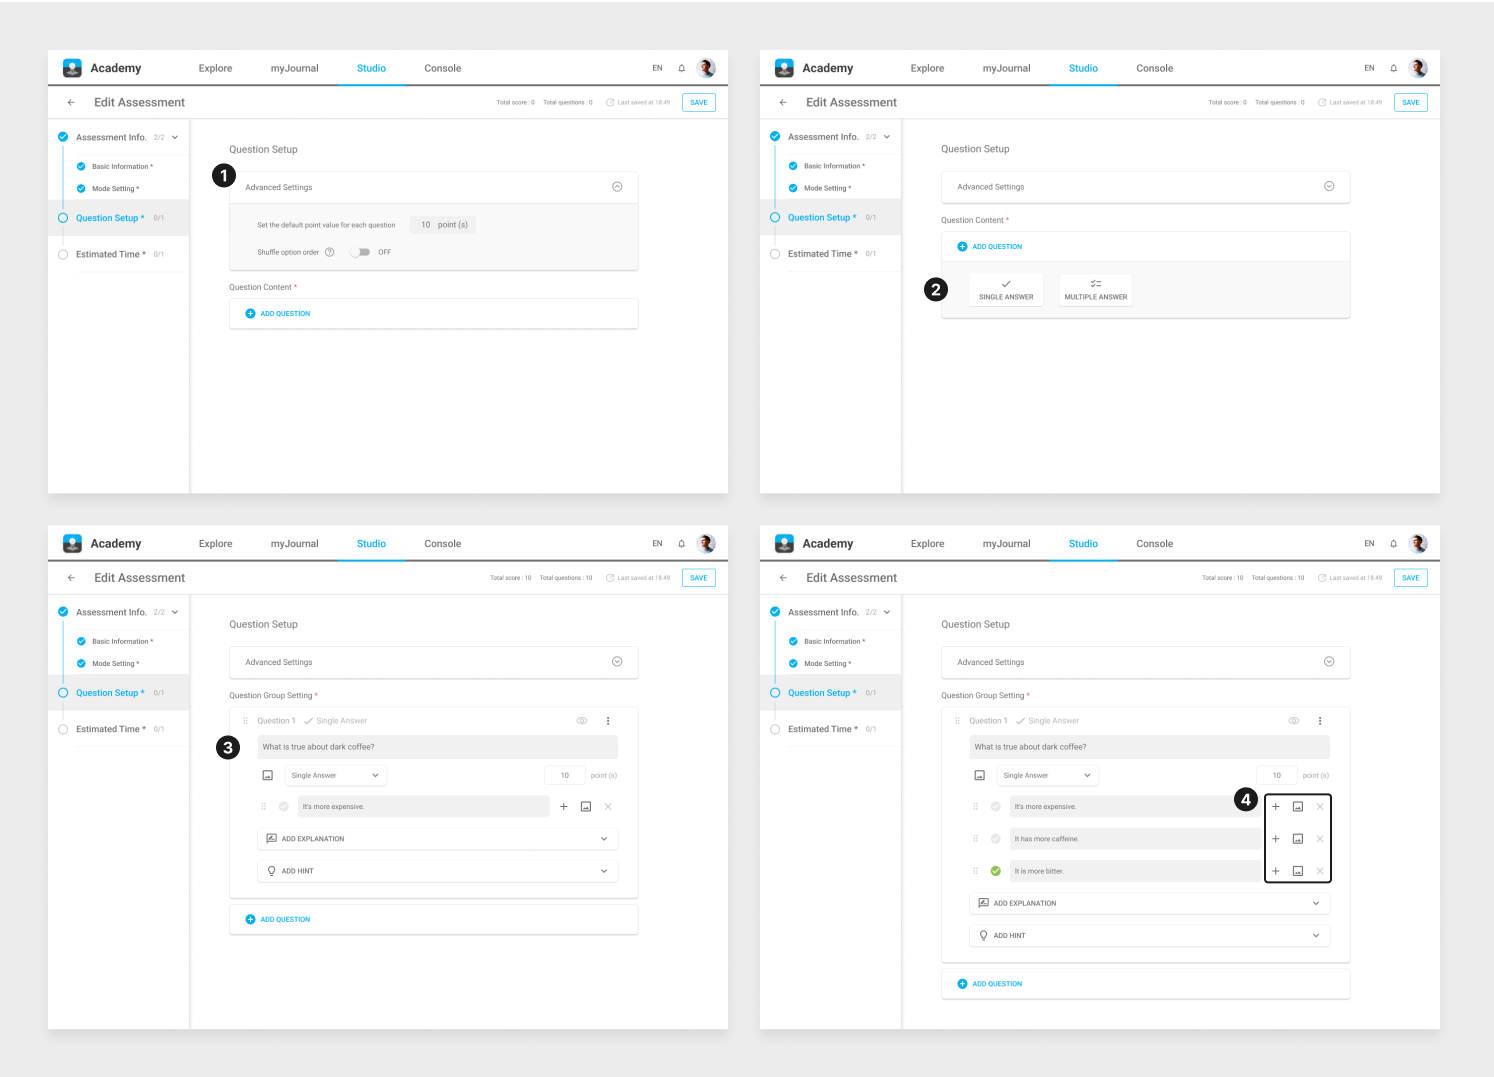 Academy Explore myJournal Studio Console EN
Edit Assessment Total score : 0 Total questions : 0 Last saved at 18:49 SAVE
Assessment Info. 2/2
Basic Information *
Mode Setting *
Question Setup * 0/1
Estimated Time * 0/1
Question Setup
1
Advanced Settings
Set the default point value for each question 10 point (s)
Shuffle option order ? OFF
Question Content *
ADD QUESTION
Academy Explore myJournal Studio Console EN
Edit Assessment Total score : 0 Total questions : 0 Last saved at 18:49 SAVE
Assessment Info. 2/2
Basic Information *
Mode Setting *
Question Setup * 0/1
Estimated Time * 0/1
Question Setup
Advanced Settings
Question Content *
ADD QUESTION
2
SINGLE ANSWER MULTIPLE ANSWER
Academy Explore myJournal Studio Console EN
Edit Assessment Total score : 10 Total questions : 10 Last saved at 18:49 SAVE
Assessment Info. 2/2
Basic Information *
Mode Setting *
Question Setup * 0/1
Estimated Time * 0/1
Question Setup
Advanced Settings
Question Group Setting *
Question 1 Single Answer
3
What is true about dark coffee?
Single Answer 10 point (s)
It's more expensive.
ADD EXPLANATION
ADD HINT
ADD QUESTION
Academy Explore myJournal Studio Console EN
Edit Assessment Total score : 10 Total questions : 10 Last saved at 18:49 SAVE
Assessment Info. 2/2
Basic Information *
Mode Setting *
Question Setup * 0/1
Estimated Time * 0/1
Question Setup
Advanced Settings
Question Group Setting *
Question 1 Single Answer
What is true about dark coffee?
Single Answer 10 point (s)
4
It's more expensive.
It has more caffeine.
It is more bitter.
ADD EXPLANATION
ADD HINT
ADD QUESTION